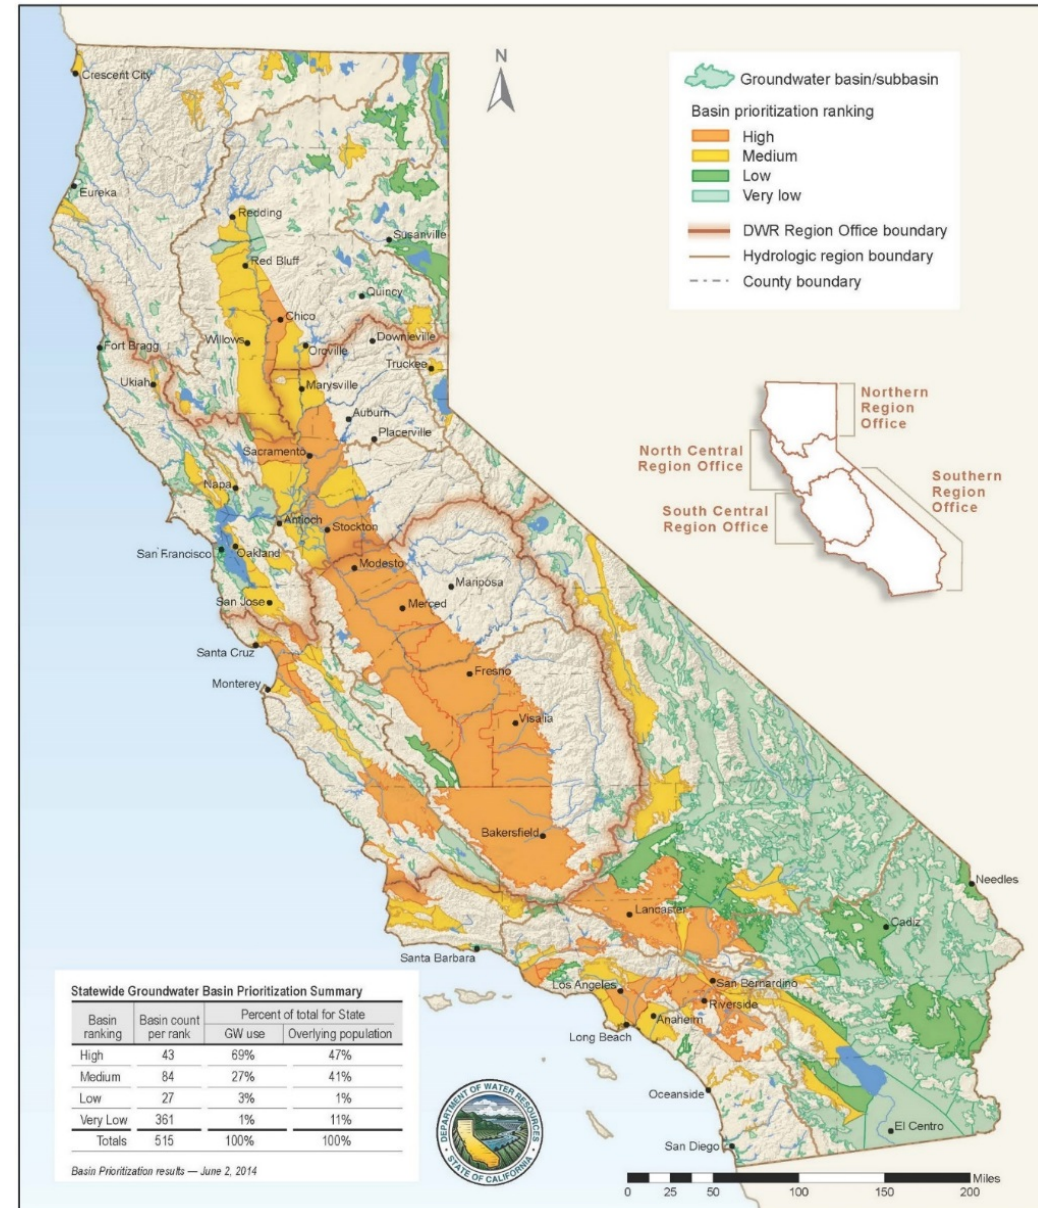 N
Groundwater basin/subbasin
Basin prioritization ranking
High
Medium
Low
Very low
DWR Region Office boundary
Hydrologic region boundary
County boundary
Crescent City
Eureka
Redding
Susanville
Red Bluff
Quincy
Chico
Fort Bragg
Willows
Oroville
Downieville
Truckee
Ukiah
Marysville
Auburn
Placerville
Sacramento
Napa
Antioch
Stockton
San Francisco
Oakland
Modesto
Mariposa
San Jose
Merced
Santa Cruz
Fresno
Monterey
Visalia
Bakersfield
Needles
Lancaster
Cadiz
Santa Barbara
Los Angeles
San Bernardino
Riverside
Anaheim
Long Beach
Oceanside
El Centro
San Diego
Northern
Region
Office
North Central
Region Office
Southern
Region
Office
South Central
Region Office
Statewide Groundwater Basin Prioritization Summary
Basin ranking Basin count per rank Percent of total for State
GW use Overlying population
High 43 69% 47%
Medium 84 27% 41%
Low 27 3% 1%
Very Low 361 1% 11%
Totals 515 100% 100%
Basin Prioritization results — June 2, 2014
DEPARTMENT OF WATER RESOURCES
STATE OF CALIFORNIA
Miles
0 25 50 100 150 200